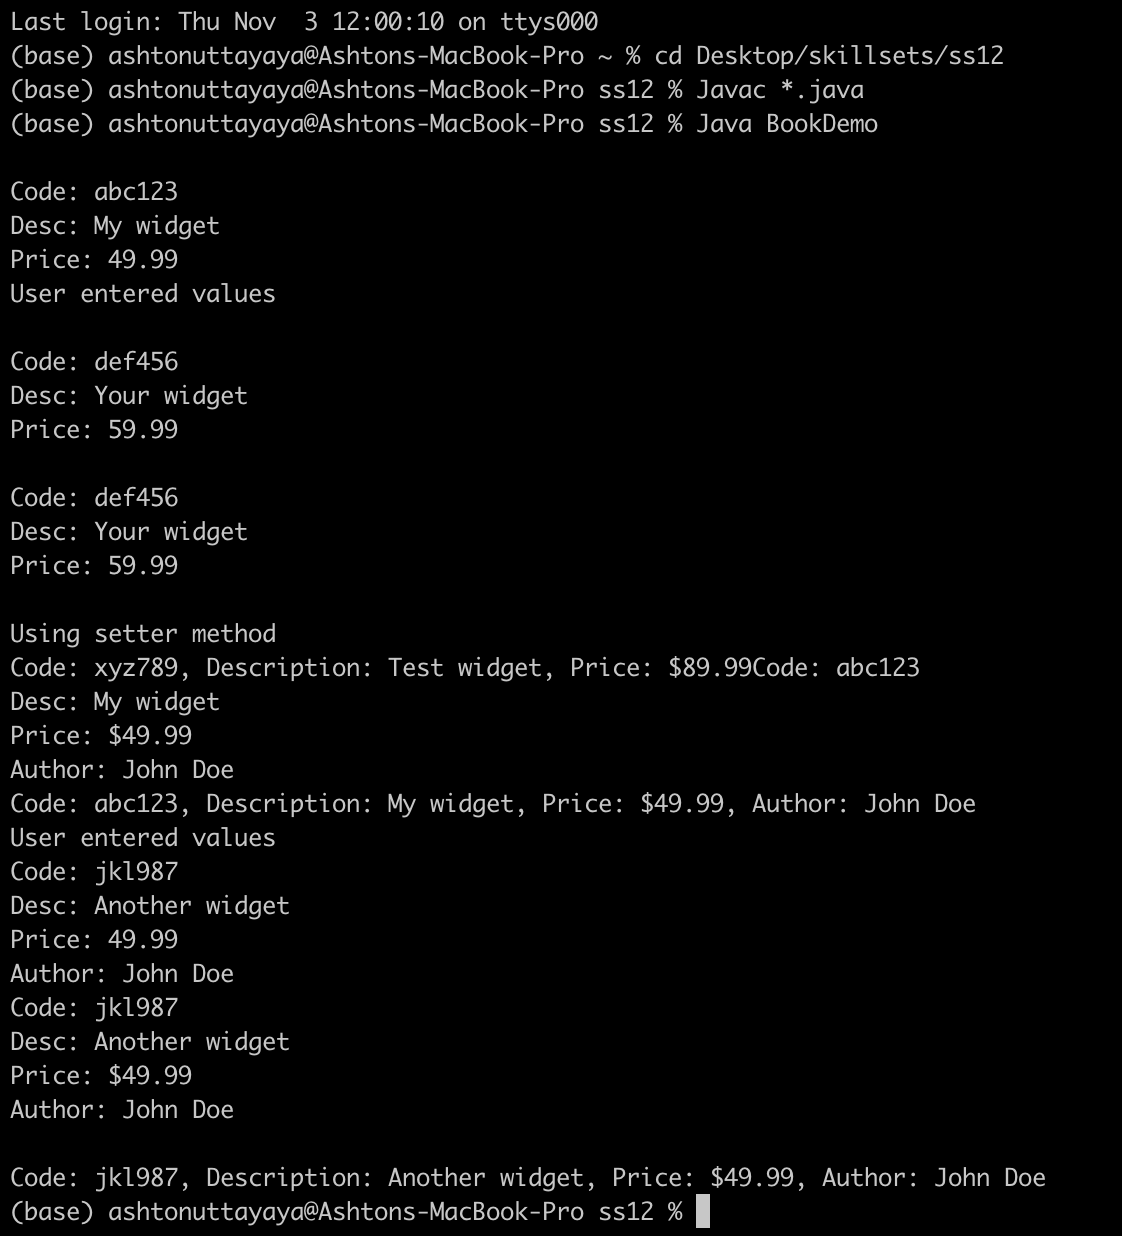 Last login: Thu Nov  3 12:00:10 on ttys000
(base) ashtonuttayaya@Ashtons-MacBook-Pro ~ % cd Desktop/skillsets/ss12
(base) ashtonuttayaya@Ashtons-MacBook-Pro ss12 % Javac *.java
(base) ashtonuttayaya@Ashtons-MacBook-Pro ss12 % Java BookDemo
Code: abc123
Desc: My widget
Price: 49.99
User entered values
Code: def456
Desc: Your widget
Price: 59.99
Code: def456
Desc: Your widget
Price: 59.99
Using setter method
Code: xyz789, Description: Test widget, Price: $89.99Code: abc123
Desc: My widget
Price: $49.99
Author: John Doe
Code: abc123, Description: My widget, Price: $49.99, Author: John Doe
User entered values
Code: jkl987
Desc: Another widget
Price: 49.99
Author: John Doe
Code: jkl987
Desc: Another widget
Price: $49.99
Author: John Doe
Code: jkl987, Description: Another widget, Price: $49.99, Author: John Doe
(base) ashtonuttayaya@Ashtons-MacBook-Pro ss12 %